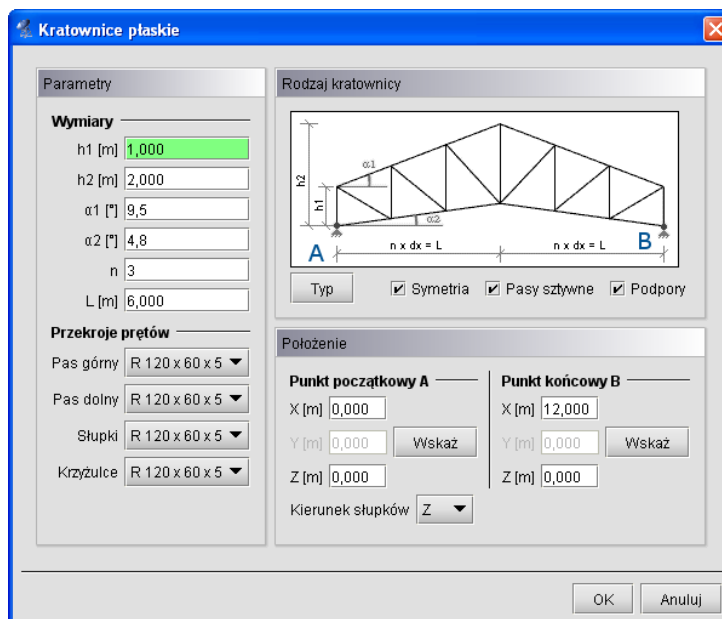 Kratownice płaskie
Parametry
Wymiary
h1 [m] 1,000
h2 [m] 2,000
α1 [°] 9,5
α2 [°] 4,8
n 3
L [m] 6,000
Przekroje prętów
Pas górny R 120 x 60 x 5
Pas dolny R 120 x 60 x 5
Słupki R 120 x 60 x 5
Krzyżulce R 120 x 60 x 5
Rodzaj kratownicy
h2
h1
α1
α2
A
n x dx = L
n x dx = L
B
Typ
Symetria
Pasy sztywne
Podpory
Położenie
Punkt początkowy A
X [m] 0,000
Y [m] 0,000
Wskaż
Z [m] 0,000
Kierunek słupków Z
Punkt końcowy B
X [m] 12,000
Y [m] 0,000
Wskaż
Z [m] 0,000
OK
Anuluj